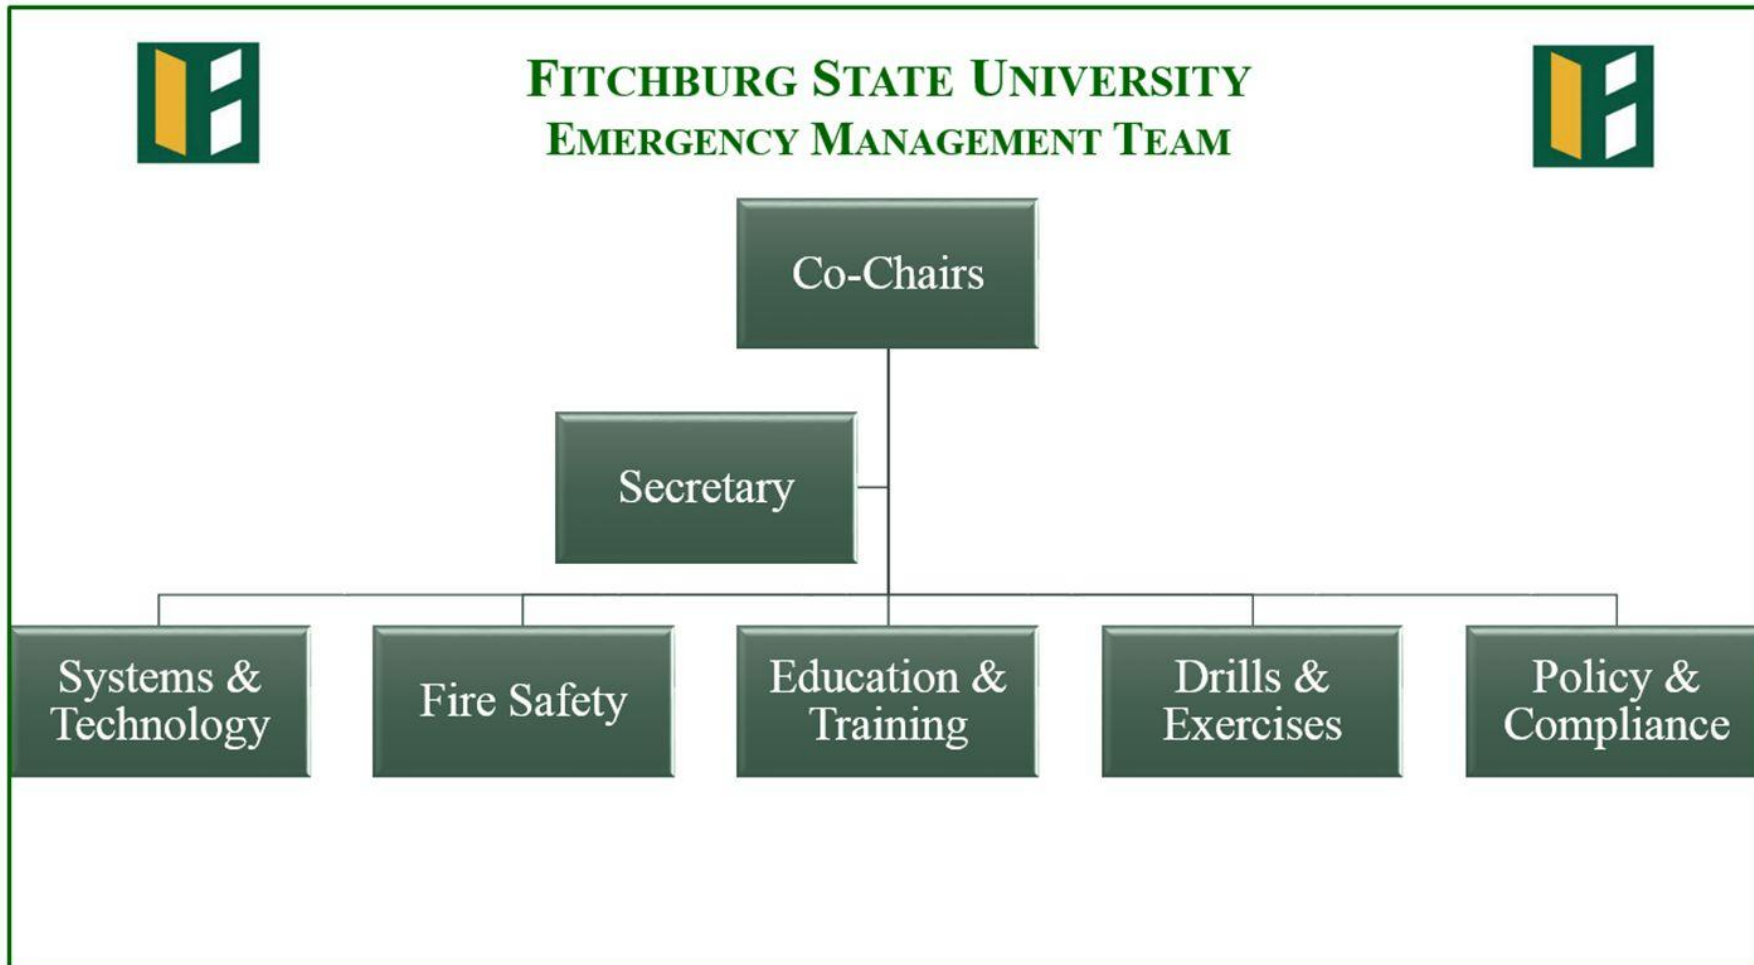 FITCHBURG STATE UNIVERSITY
EMERGENCY MANAGEMENT TEAM
Co-Chairs
Secretary
Systems &
Technology
Fire Safety
Education &
Training
Drills &
Exercises
Policy &
Compliance